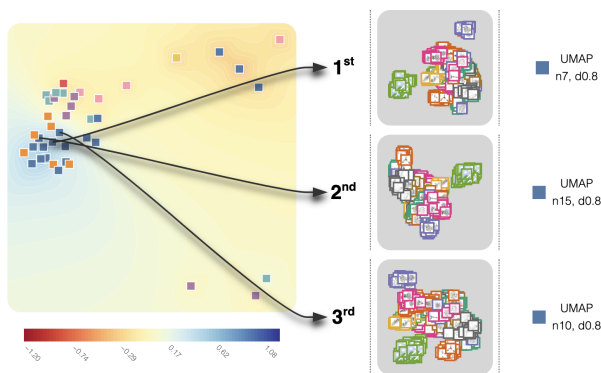 1st
UMAP
n7, d0.8
2nd
UMAP
n15, d0.8
3rd
UMAP
n10, d0.8
-1.20
-0.74
-0.29
0.17
0.62
1.08